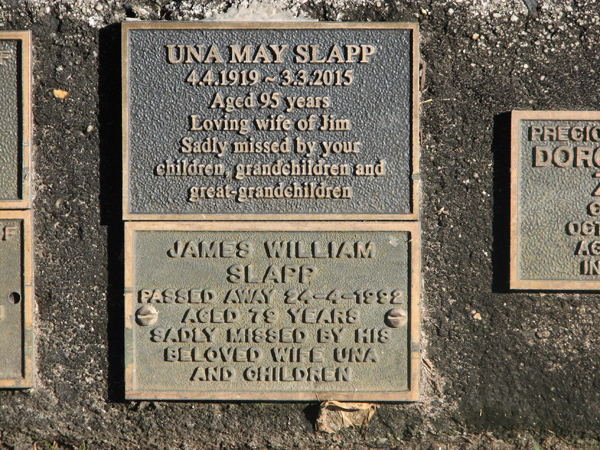 UNA MAY SLAPP
4.4.1919 ~ 3.3.2015
Aged 95 years
Loving wife of Jim
Sadly missed by your
children, grandchildren and
great-grandchildren
JAMES WILLIAM
SLAPP
PASSED AWAY 24-4-1992
AGED 79 YEARS
SADLY MISSED BY HIS
BELOVED WIFE UNA
AND CHILDREN